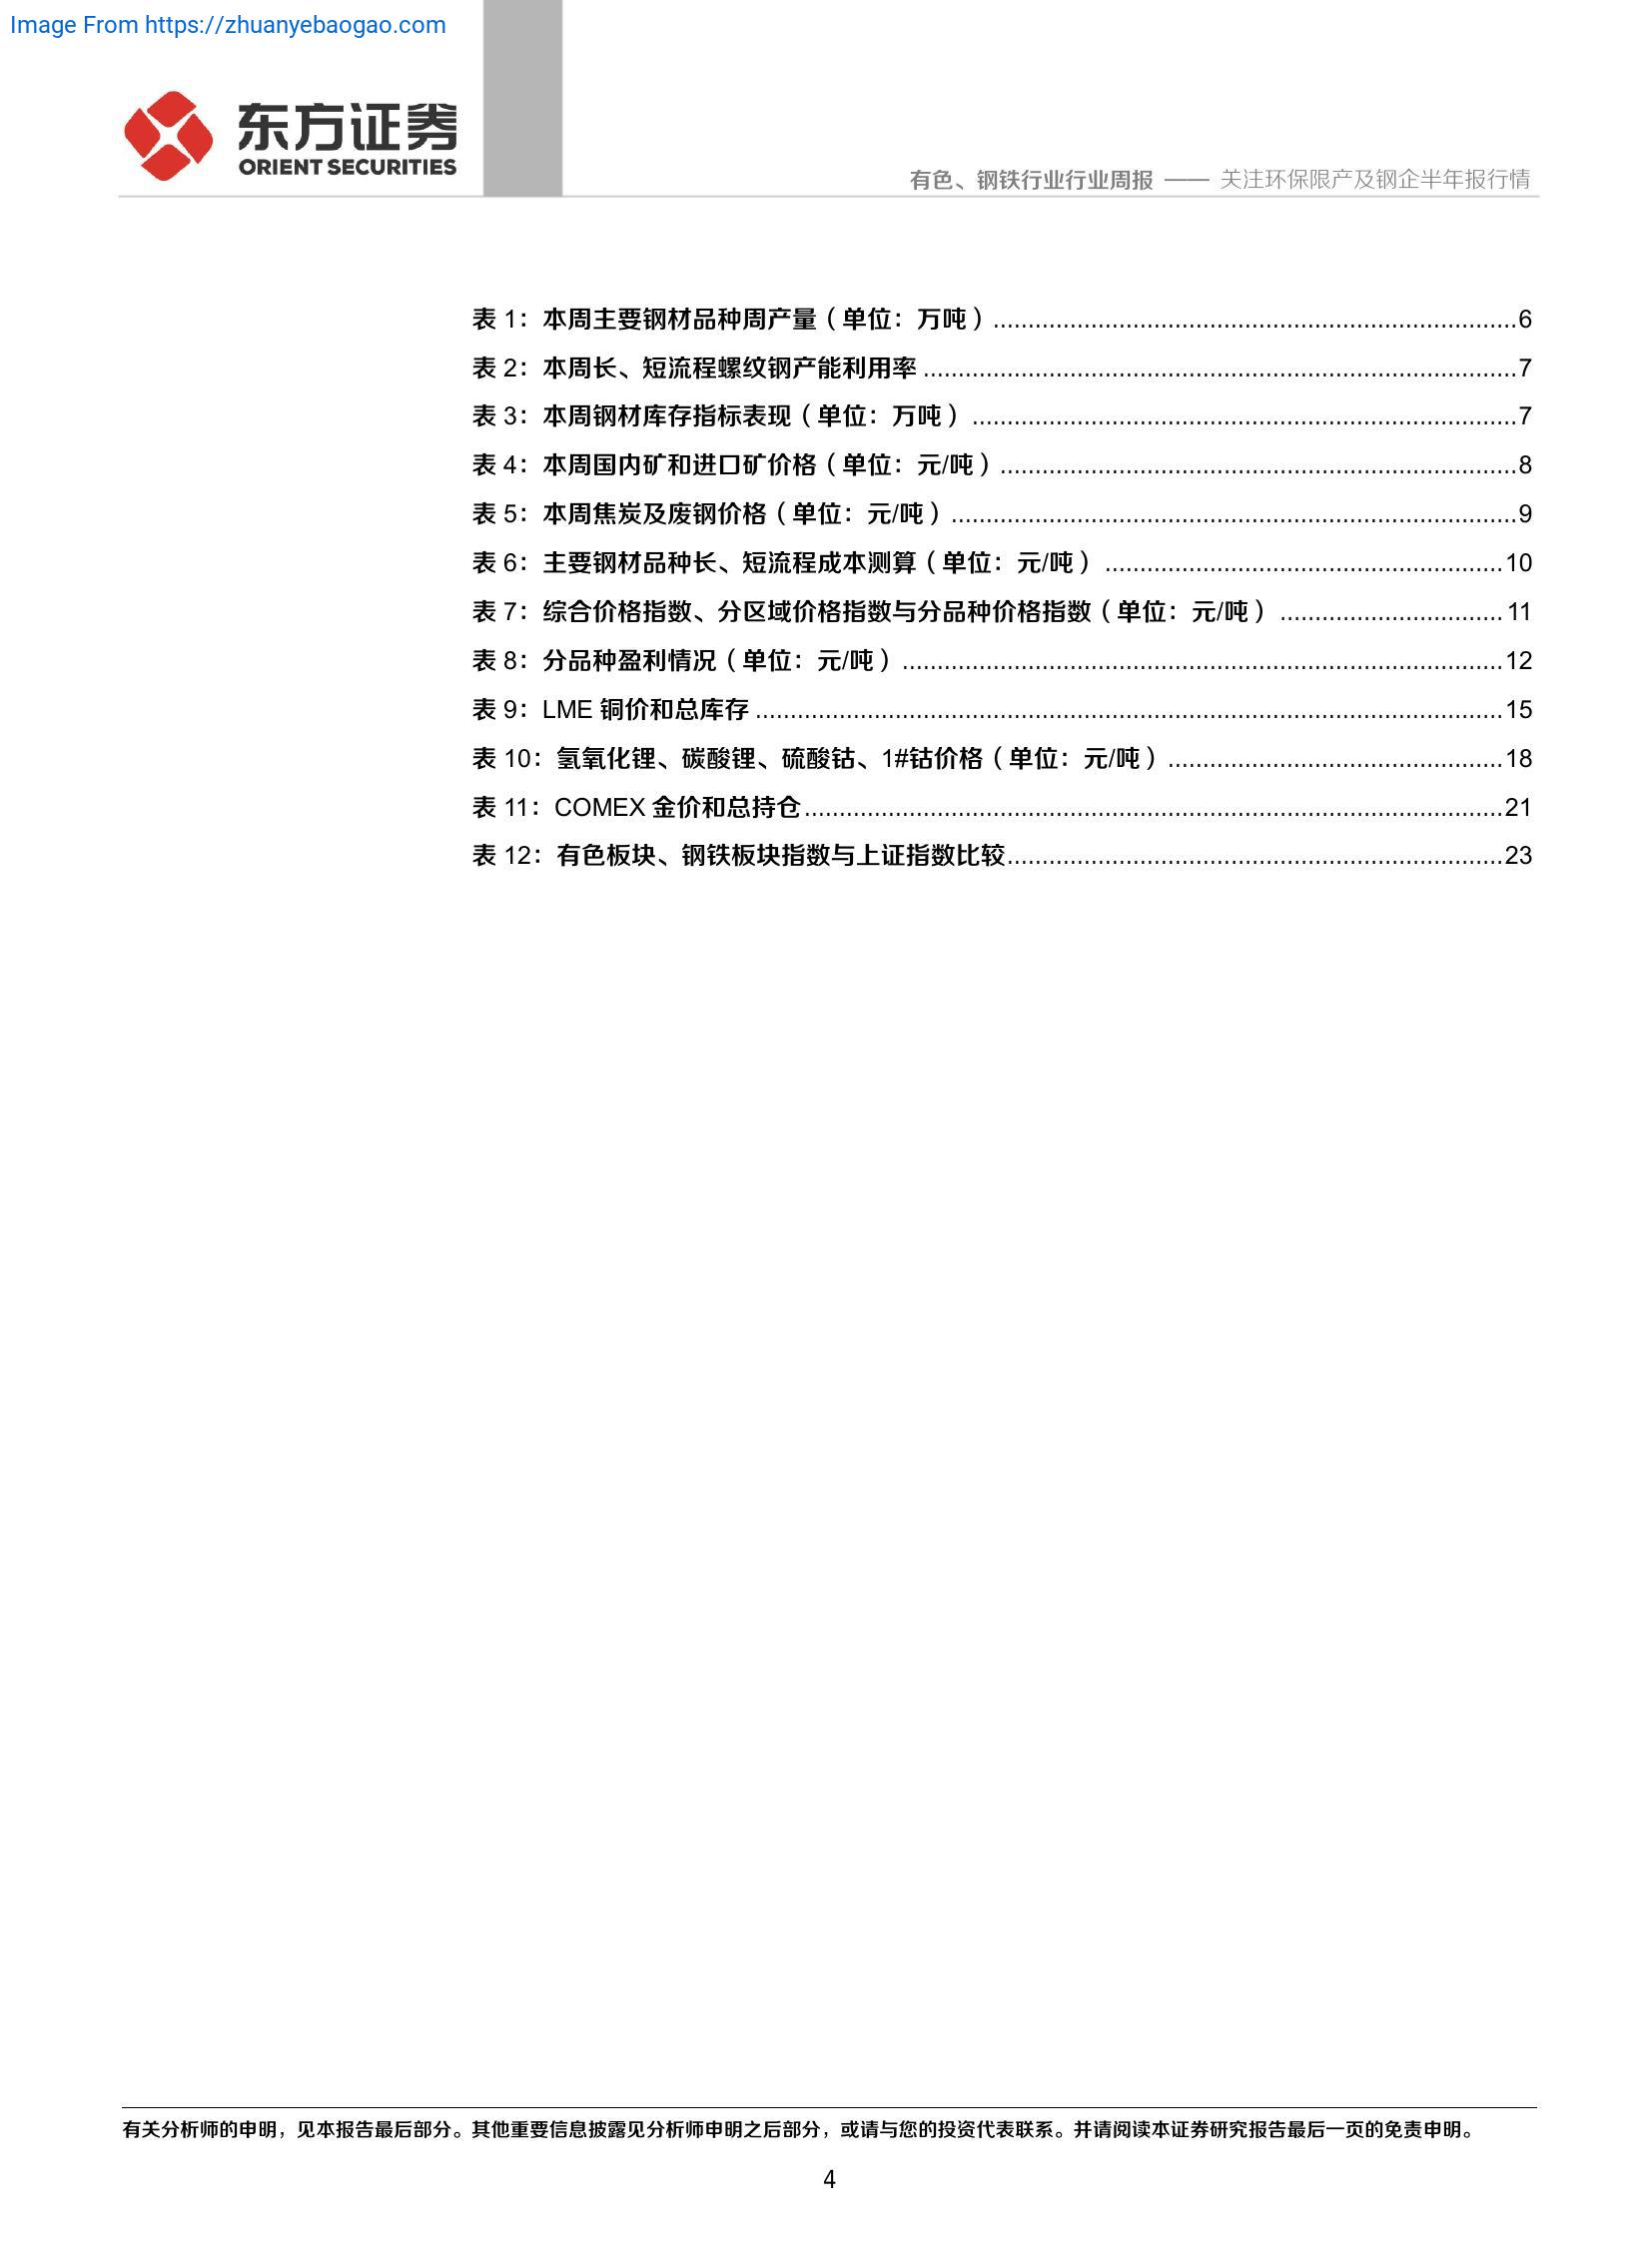 Image From https://zhuanyebaogao.com
东方证券
ORIENT SECURITIES
有色、钢铁行业行业周报 —— 关注环保限产及钢企半年报行情
表 1：本周主要钢材品种周产量（单位：万吨）...........................................................................6
表 2：本周长、短流程螺纹钢产能利用率.....................................................................................7
表 3：本周钢材库存指标表现（单位：万吨）..............................................................................7
表 4：本周国内矿和进口矿价格（单位：元/吨）..........................................................................8
表 5：本周焦炭及废钢价格（单位：元/吨）.................................................................................9
表 6：主要钢材品种长、短流程成本测算（单位：元/吨）.........................................................10
表 7：综合价格指数、分区域价格指数与分品种价格指数（单位：元/吨）................................11
表 8：分品种盈利情况（单位：元/吨）......................................................................................12
表 9：LME 铜价和总库存...........................................................................................................15
表 10：氢氧化锂、碳酸锂、硫酸钴、1#钴价格（单位：元/吨）................................................18
表 11：COMEX 金价和总持仓....................................................................................................21
表 12：有色板块、钢铁板块指数与上证指数比较.......................................................................23
有关分析师的申明，见本报告最后部分。其他重要信息披露见分析师申明之后部分，或请与您的投资代表联系。并请阅读本证券研究报告最后一页的免责申明。
4